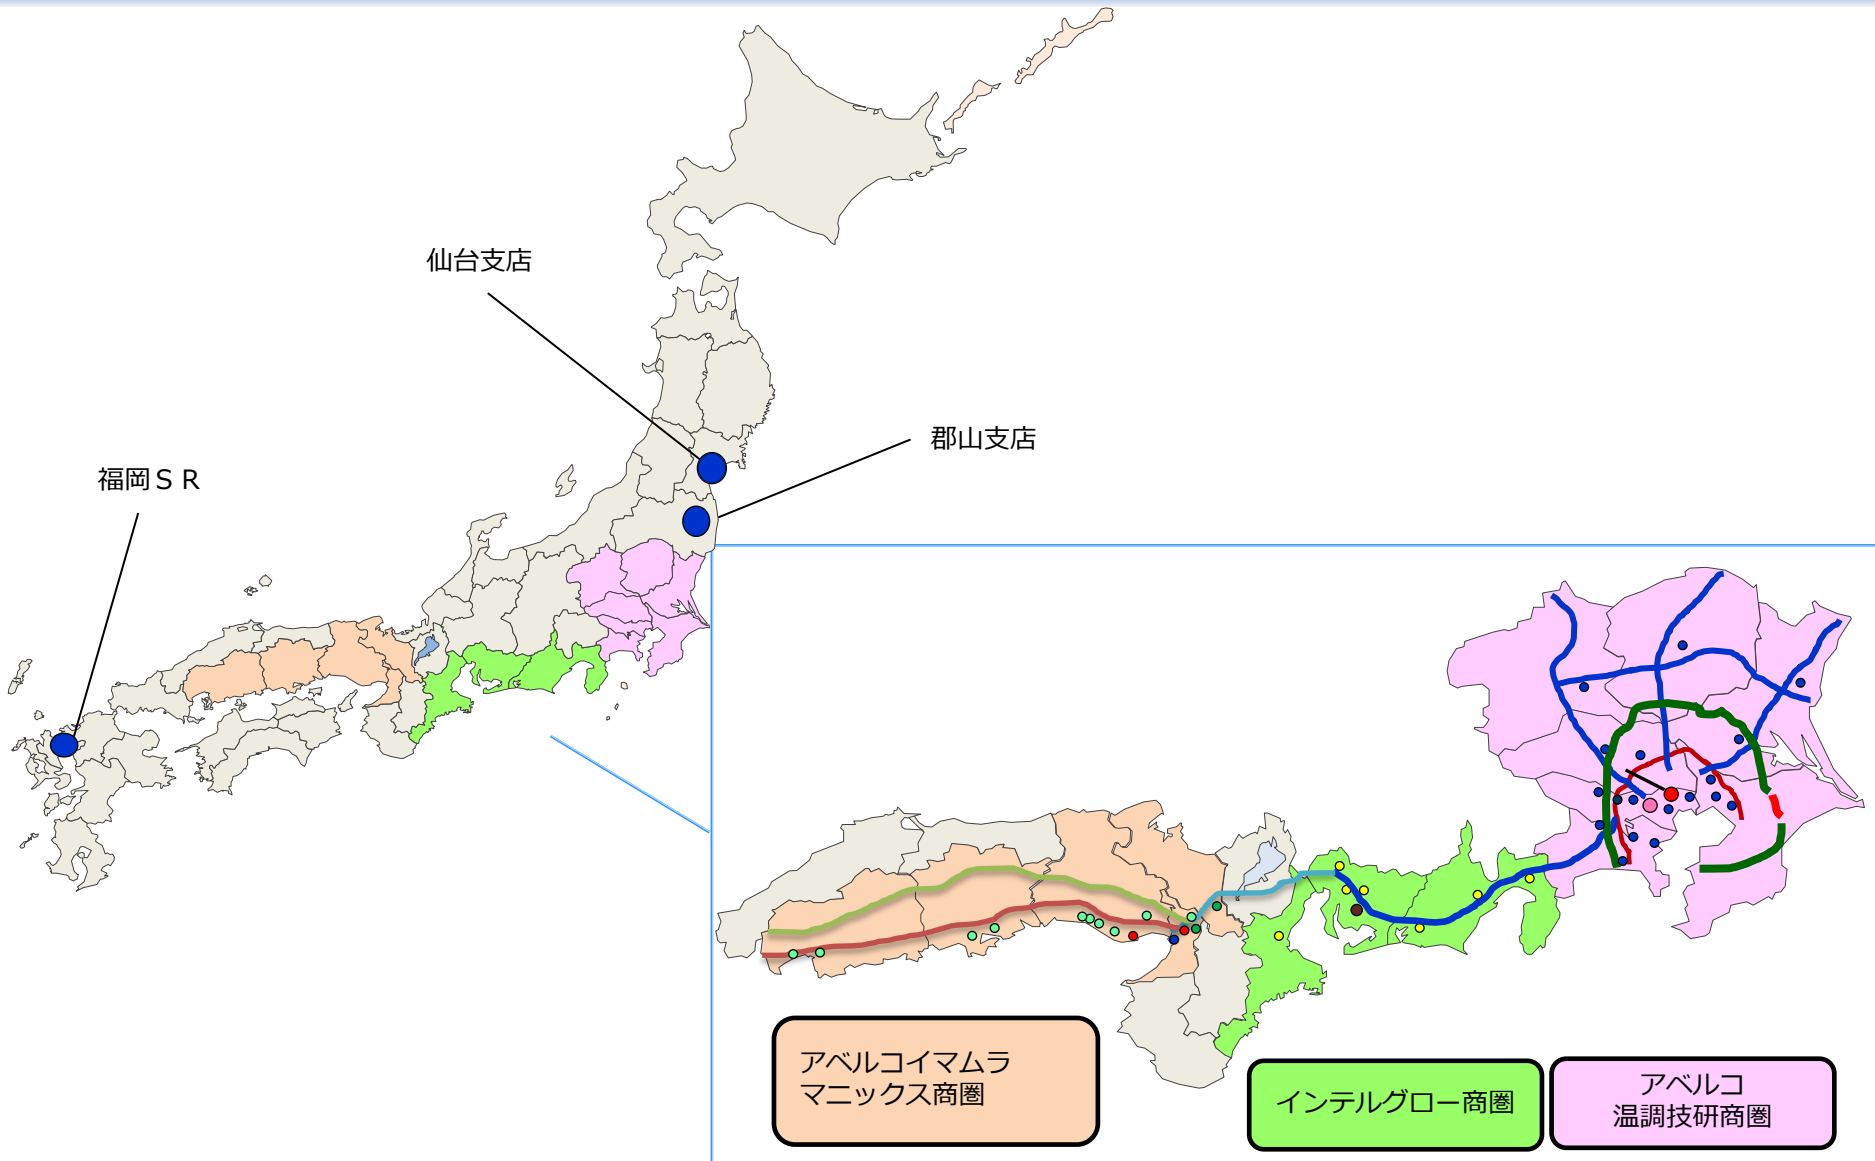 仙台支店
郡山支店
福岡ＳＲ
アベルコイマムラ
マニックス商圏
インテルグロー商圏
アベルコ
温調技研商圏